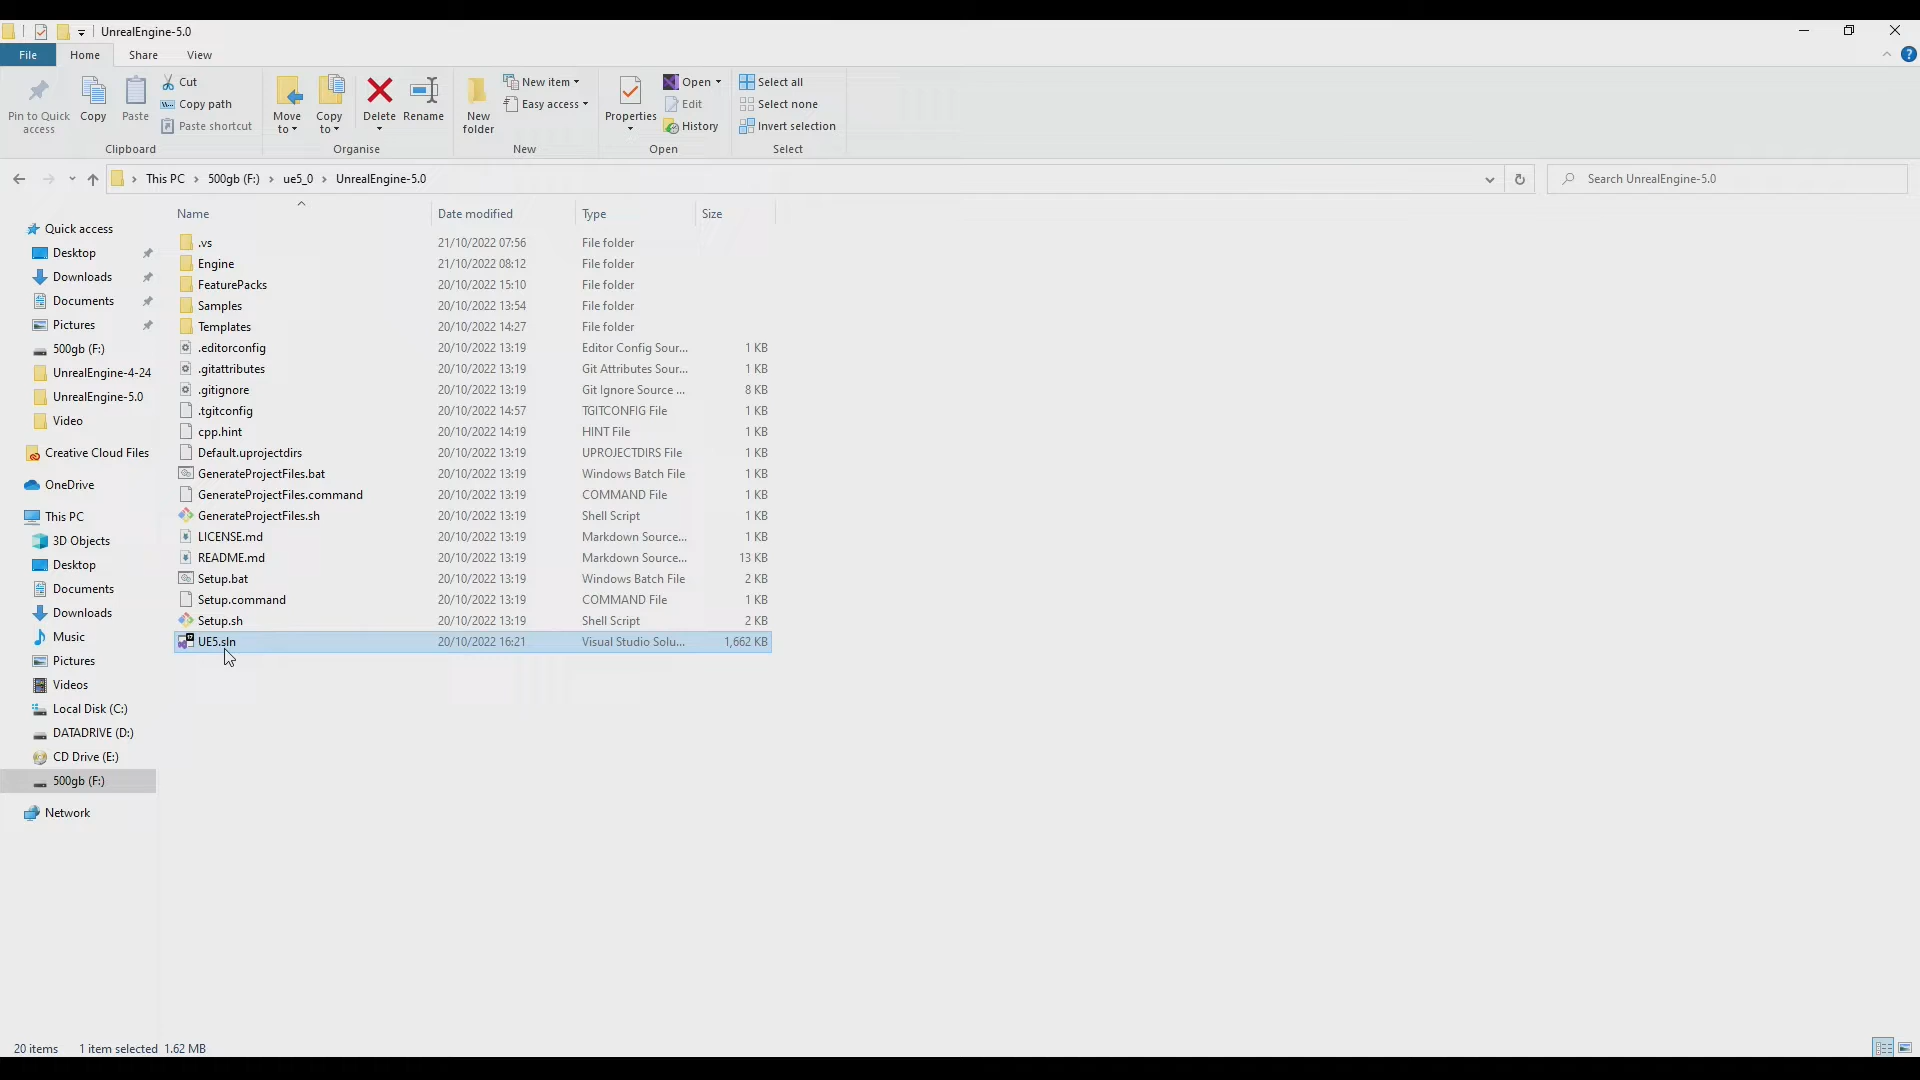 UnrealEngine-5.0
File Home Share View
Pin to Quick access
Copy
Paste
Cut
Copy path
Paste shortcut
Clipboard
Move to
Copy to
Delete
Rename
Organise
New folder
New item
Easy access
New
Properties
Open
Edit
History
Open
Select all
Select none
Invert selection
Select
This PC › 500gb (F:) › ue5_0 › UnrealEngine-5.0
Search UnrealEngine-5.0
Quick access
Desktop
Downloads
Documents
Pictures
500gb (F:)
UnrealEngine-4-24
UnrealEngine-5.0
Video
Creative Cloud Files
OneDrive
This PC
3D Objects
Desktop
Documents
Downloads
Music
Pictures
Videos
Local Disk (C:)
DATADRIVE (D:)
CD Drive (E:)
500gb (F:)
Network
Name Date modified Type Size
.vs 21/10/2022 07:56 File folder
Engine 21/10/2022 08:12 File folder
FeaturePacks 20/10/2022 15:10 File folder
Samples 20/10/2022 13:54 File folder
Templates 20/10/2022 14:27 File folder
.editorconfig 20/10/2022 13:19 Editor Config Sour... 1 KB
.gitattributes 20/10/2022 13:19 Git Attributes Sour... 1 KB
.gitignore 20/10/2022 13:19 Git Ignore Source ... 8 KB
.tgitconfig 20/10/2022 14:57 TGITCONFIG File 1 KB
cpp.hint 20/10/2022 14:19 HINT File 1 KB
Default.uprojectdirs 20/10/2022 13:19 UPROJECTDIRS File 1 KB
GenerateProjectFiles.bat 20/10/2022 13:19 Windows Batch File 1 KB
GenerateProjectFiles.command 20/10/2022 13:19 COMMAND File 1 KB
GenerateProjectFiles.sh 20/10/2022 13:19 Shell Script 1 KB
LICENSE.md 20/10/2022 13:19 Markdown Source... 1 KB
README.md 20/10/2022 13:19 Markdown Source... 13 KB
Setup.bat 20/10/2022 13:19 Windows Batch File 2 KB
Setup.command 20/10/2022 13:19 COMMAND File 1 KB
Setup.sh 20/10/2022 13:19 Shell Script 2 KB
UE5.sln 20/10/2022 16:21 Visual Studio Solu... 1,662 KB
20 items 1 item selected 1.62 MB